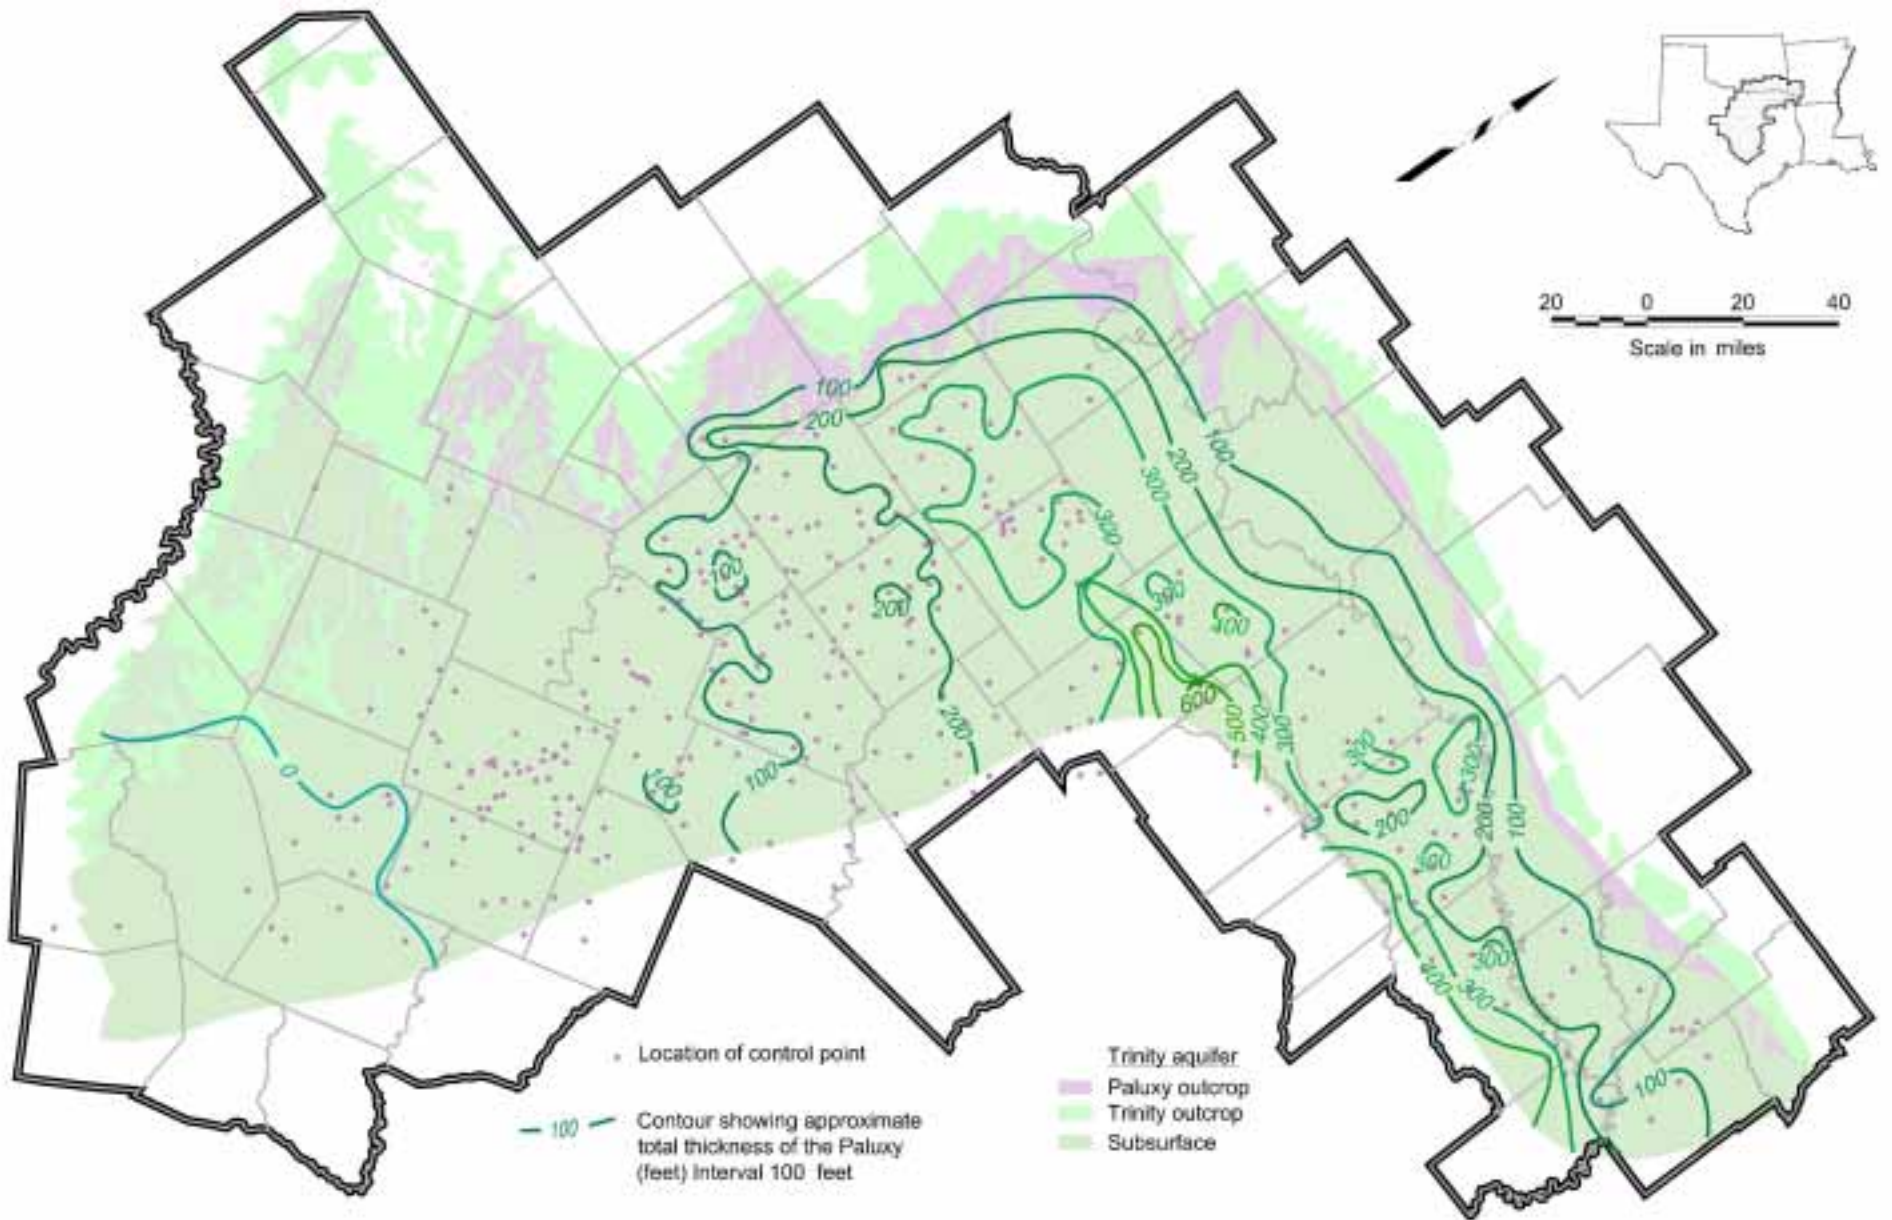 20 0 20 40
Scale in miles
100
200
100
200
300
300
100
200
300
400
600
500
400
300
200
0
100
100
300
200
200
100
300
400
300
100
Location of control point
100
Contour showing approximate
total thickness of the Paluxy
(feet) Interval 100 feet
Trinity aquifer
Paluxy outcrop
Trinity outcrop
Subsurface